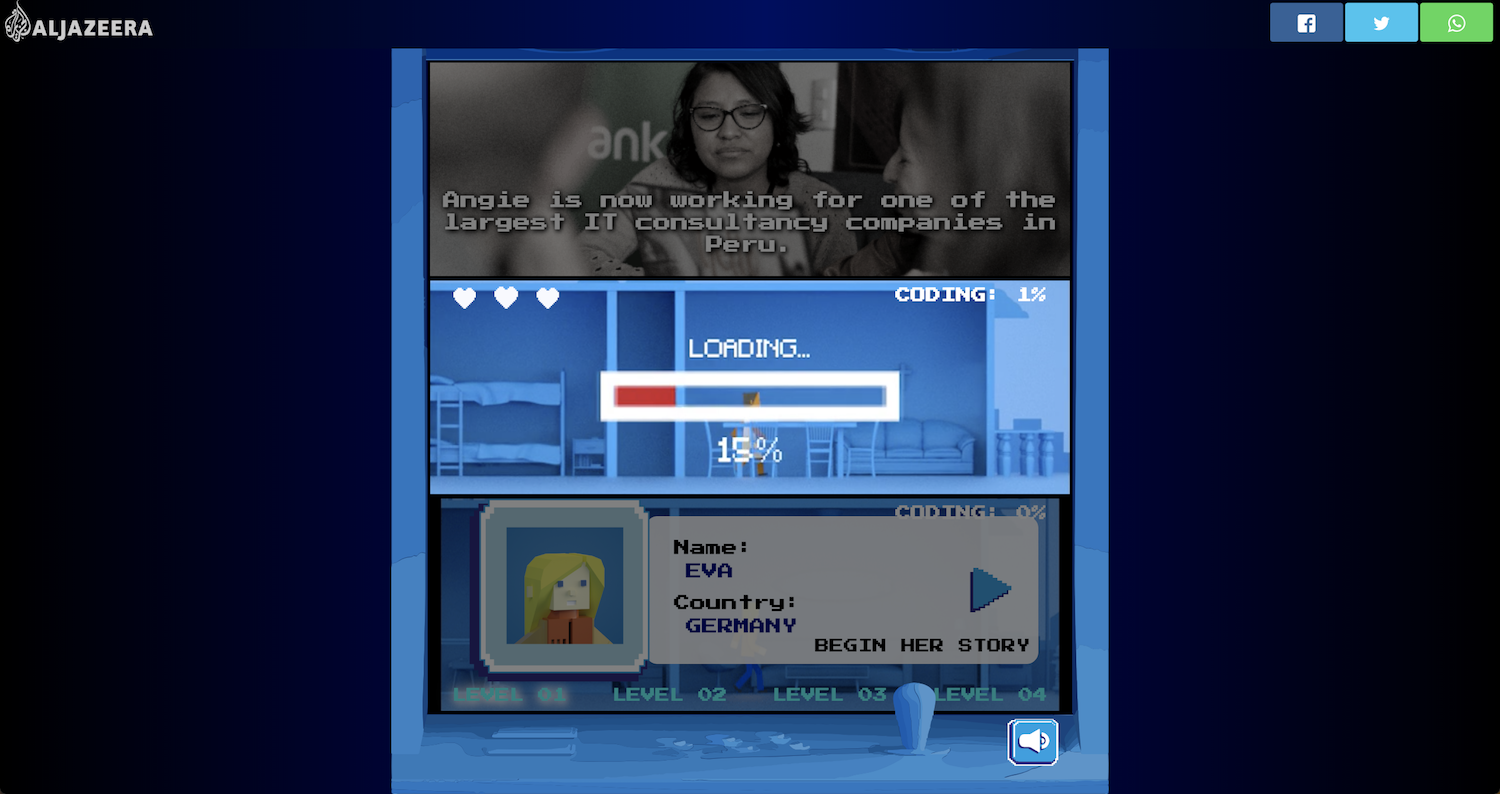 ALJAZEERA
ank
Angie is now working for one of the
largest IT consultancy companies in
Peru.
CODING: 1%
LOADING...
15%
CODING: 0%
Name:
EVA
Country:
GERMANY
BEGIN HER STORY
LEVEL 01 LEVEL 02 LEVEL 03 LEVEL 04